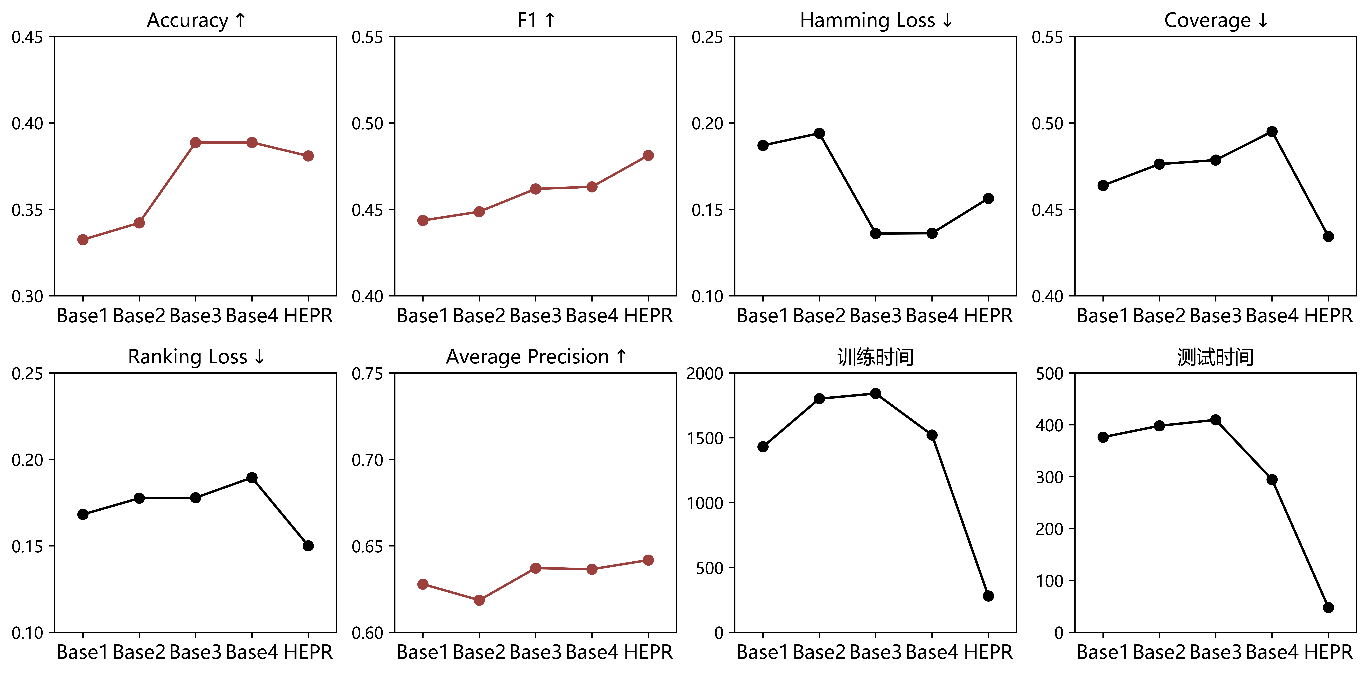 Accuracy ↑
0.45
0.40
0.35
0.30
Base1 Base2 Base3 Base4 HEPR
F1 ↑
0.55
0.50
0.45
0.40
Base1 Base2 Base3 Base4 HEPR
Hamming Loss ↓
0.25
0.20
0.15
0.10
Base1 Base2 Base3 Base4 HEPR
Coverage ↓
0.55
0.50
0.45
0.40
Base1 Base2 Base3 Base4 HEPR
Ranking Loss ↓
0.25
0.20
0.15
0.10
Base1 Base2 Base3 Base4 HEPR
Average Precision ↑
0.75
0.70
0.65
0.60
Base1 Base2 Base3 Base4 HEPR
训练时间
2000
1500
1000
500
0
Base1 Base2 Base3 Base4 HEPR
测试时间
500
400
300
200
100
0
Base1 Base2 Base3 Base4 HEPR